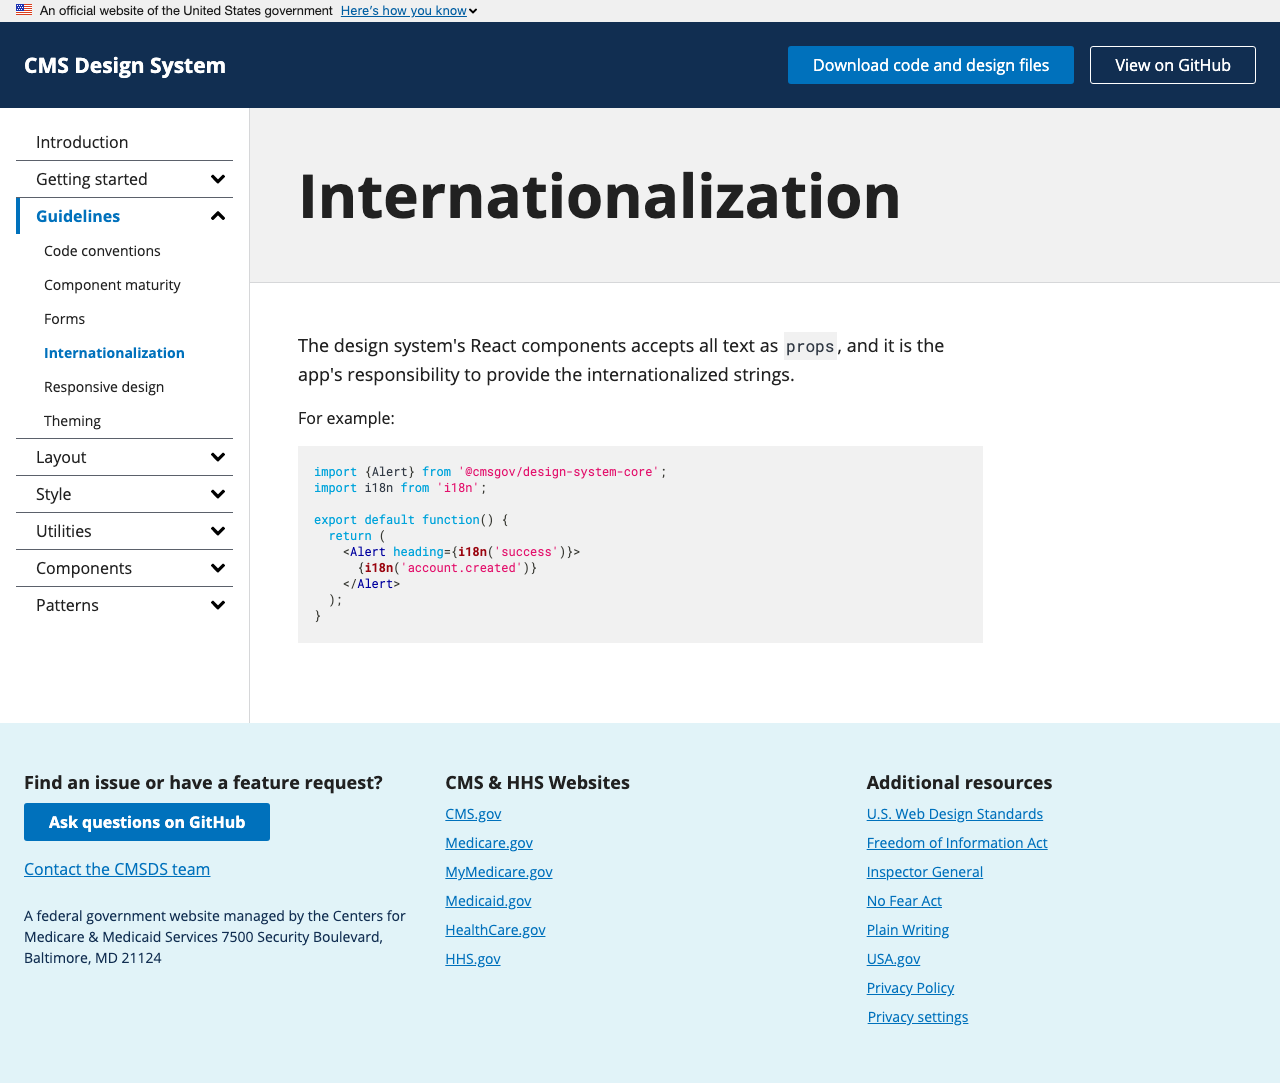 An official website of the United States government Here's how you know
CMS Design System
Download code and design files
View on GitHub
Introduction
Getting started
Guidelines
Code conventions
Component maturity
Forms
Internationalization
Responsive design
Theming
Layout
Style
Utilities
Components
Patterns
Internationalization
The design system's React components accepts all text as props, and it is the
app's responsibility to provide the internationalized strings.
For example:
import {Alert} from '@cmsgov/design-system-core';
import i18n from 'i18n';
export default function() {
return (
<Alert heading={i18n('success')}>
{i18n('account.created')}
</Alert>
);
}
Find an issue or have a feature request?
Ask questions on GitHub
Contact the CMSDS team
A federal government website managed by the Centers for
Medicare & Medicaid Services 7500 Security Boulevard,
Baltimore, MD 21124
CMS & HHS Websites
CMS.gov
Medicare.gov
MyMedicare.gov
Medicaid.gov
HealthCare.gov
HHS.gov
Additional resources
U.S. Web Design Standards
Freedom of Information Act
Inspector General
No Fear Act
Plain Writing
USA.gov
Privacy Policy
Privacy settings